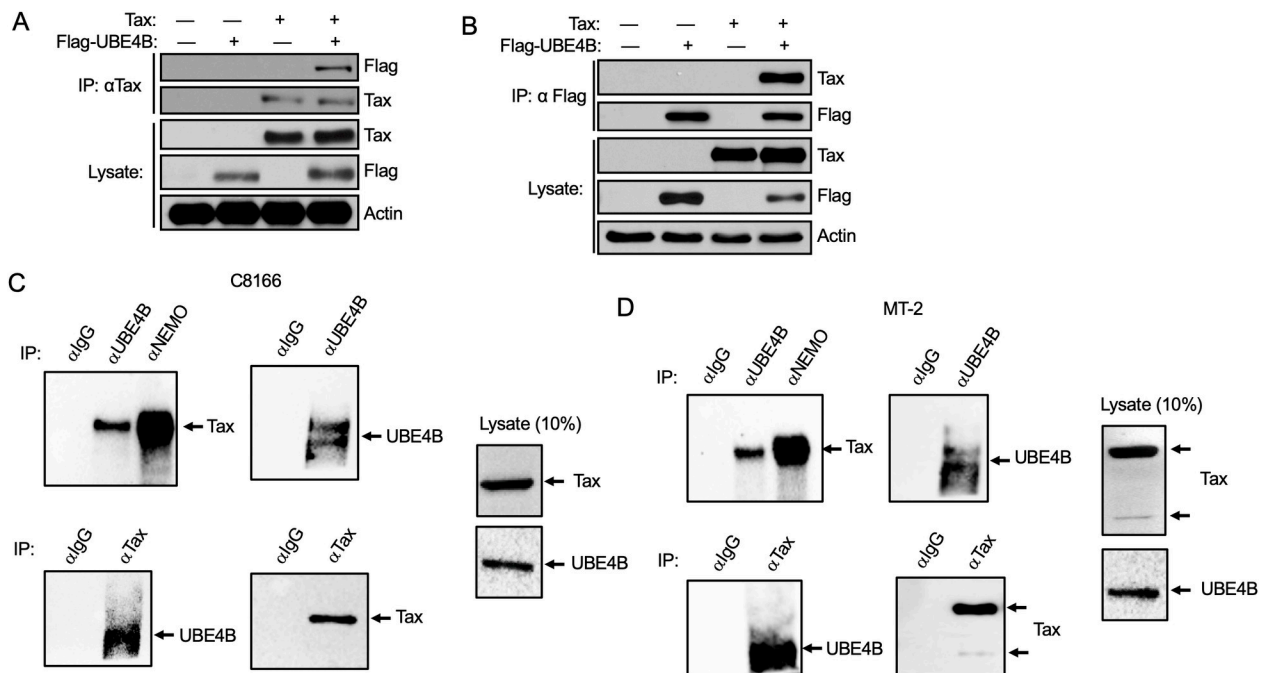 A
Tax: — — + +
Flag-UBE4B: — + — +
IP: αTax
Flag
Tax
Lysate:
Tax
Flag
Actin
B
Tax: — — + +
Flag-UBE4B: — + — +
IP: α Flag
Tax
Flag
Lysate:
Tax
Flag
Actin
C
C8166
IP: αIgG αUBE4B αNEMO
Tax
αIgG αUBE4B
UBE4B
Lysate (10%)
Tax
UBE4B
IP: αIgG αTax
UBE4B
αIgG αTax
Tax
D
MT-2
IP: αIgG αUBE4B αNEMO
Tax
αIgG αUBE4B
UBE4B
Lysate (10%)
Tax
UBE4B
IP: αIgG αTax
UBE4B
αIgG αTax
Tax